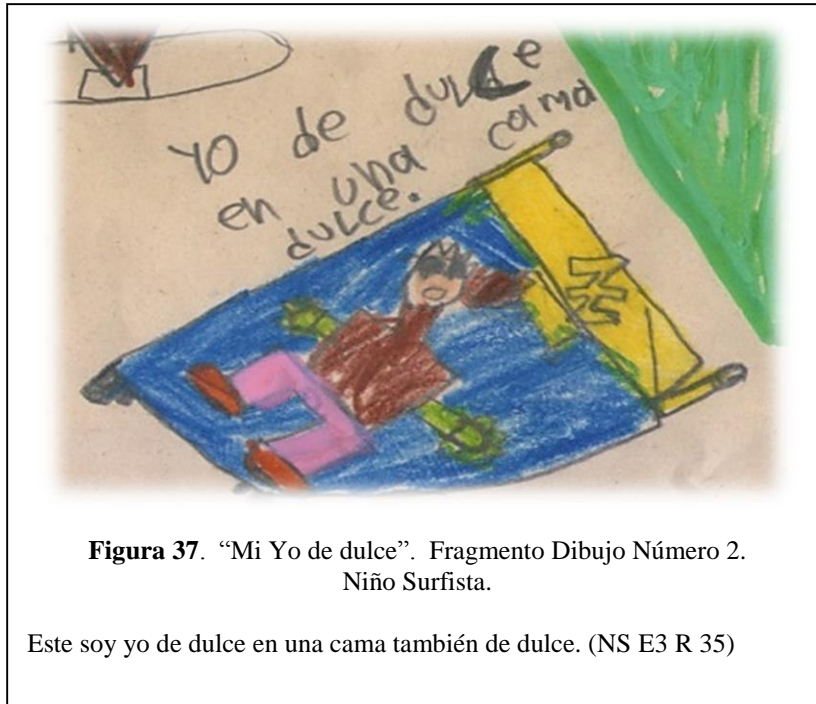 YO de dulce
en una cama
dulce.
Figura 37. “Mi Yo de dulce”. Fragmento Dibujo Número 2.
Niño Surfista.
Este soy yo de dulce en una cama también de dulce. (NS E3 R 35)